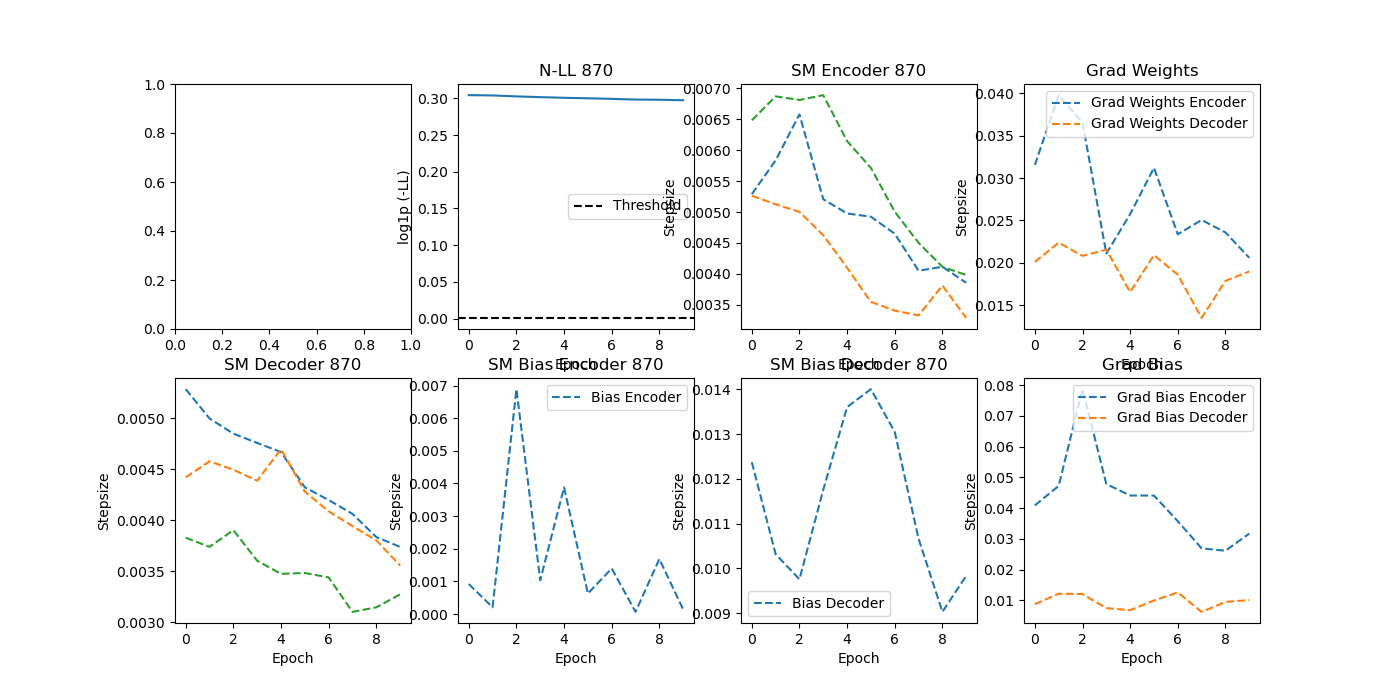 N-LL 870
SM Encoder 870
Grad Weights
1.0
0.8
0.6
0.4
0.2
0.0
0.0 0.2 0.4 0.6 0.8 1.0
log1p (-LL)
0.30
0.25
0.20
0.15
0.10
0.05
0.00
Threshold
0 2 4 6 8
Epoch
Stepsize
0.0070
0.0065
0.0060
0.0055
0.0050
0.0045
0.0040
0.0035
0 2 4 6 8
Epoch
Stepsize
0.040
0.035
0.030
0.025
0.020
0.015
Grad Weights Encoder
Grad Weights Decoder
0 2 4 6 8
Epoch
SM Decoder 870
SM Bias Encoder 870
SM Bias Decoder 870
Grad Bias
Stepsize
0.0050
0.0045
0.0040
0.0035
0.0030
0 2 4 6 8
Epoch
Stepsize
0.007
0.006
0.005
0.004
0.003
0.002
0.001
0.000
Bias Encoder
0 2 4 6 8
Epoch
Stepsize
0.014
0.013
0.012
0.011
0.010
0.009
Bias Decoder
0 2 4 6 8
Epoch
Stepsize
0.08
0.07
0.06
0.05
0.04
0.03
0.02
0.01
Grad Bias Encoder
Grad Bias Decoder
0 2 4 6 8
Epoch